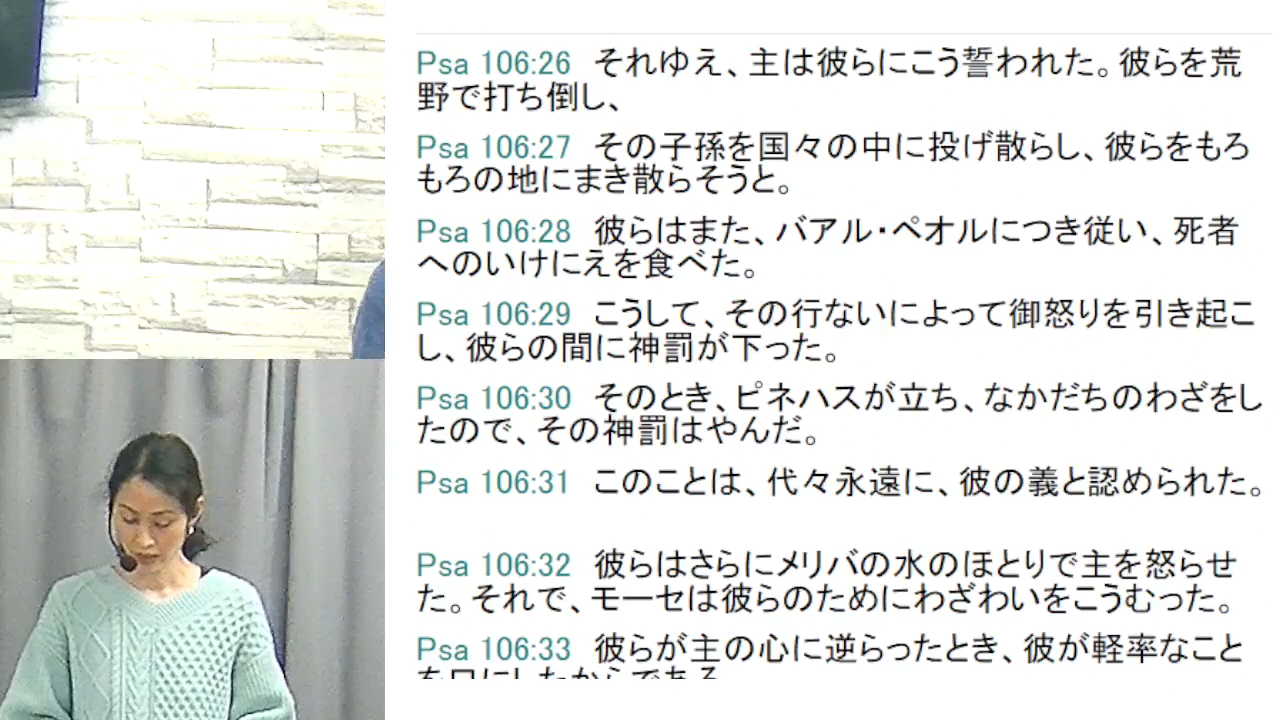 Psa 106:26 それゆえ、主は彼らにこう誓われた。彼らを荒
野で打ち倒し、
Psa 106:27 その子孫を国々の中に投げ散らし、彼らをもろ
もろの地にまき散らそうと。
Psa 106:28 彼らはまた、バアル・ペオルにつき従い、死者
へのいけにえを食べた。
Psa 106:29 こうして、その行ないによって御怒りを引き起こ
し、彼らの間に神罰が下った。
Psa 106:30 そのとき、ピネハスが立ち、なかだちのわざをし
たので、その神罰はやんだ。
Psa 106:31 このことは、代々永遠に、彼の義と認められた。
Psa 106:32 彼らはさらにメリバの水のほとりで主を怒らせ
た。それで、モーセは彼らのためにわざわいをこうむった。
Psa 106:33 彼らが主の心に逆らったとき、彼が軽率なこと
を口にしたからである